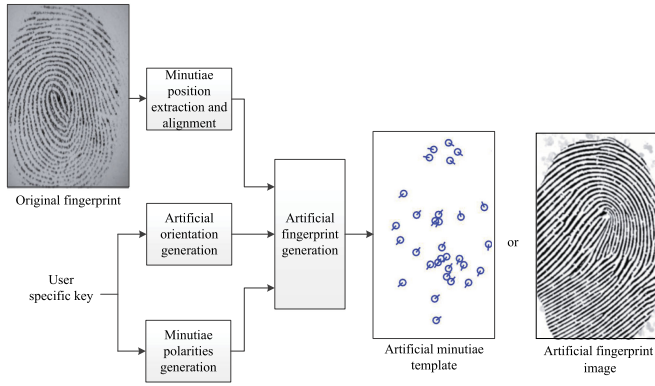 Minutiae
position
extraction and
alignment
Original fingerprint
Artificial
orientation
generation
Artificial
fingerprint
generation
User
specific key
Minutiae
polarities
generation
or
Artificial minutiae
template
Artificial fingerprint
image